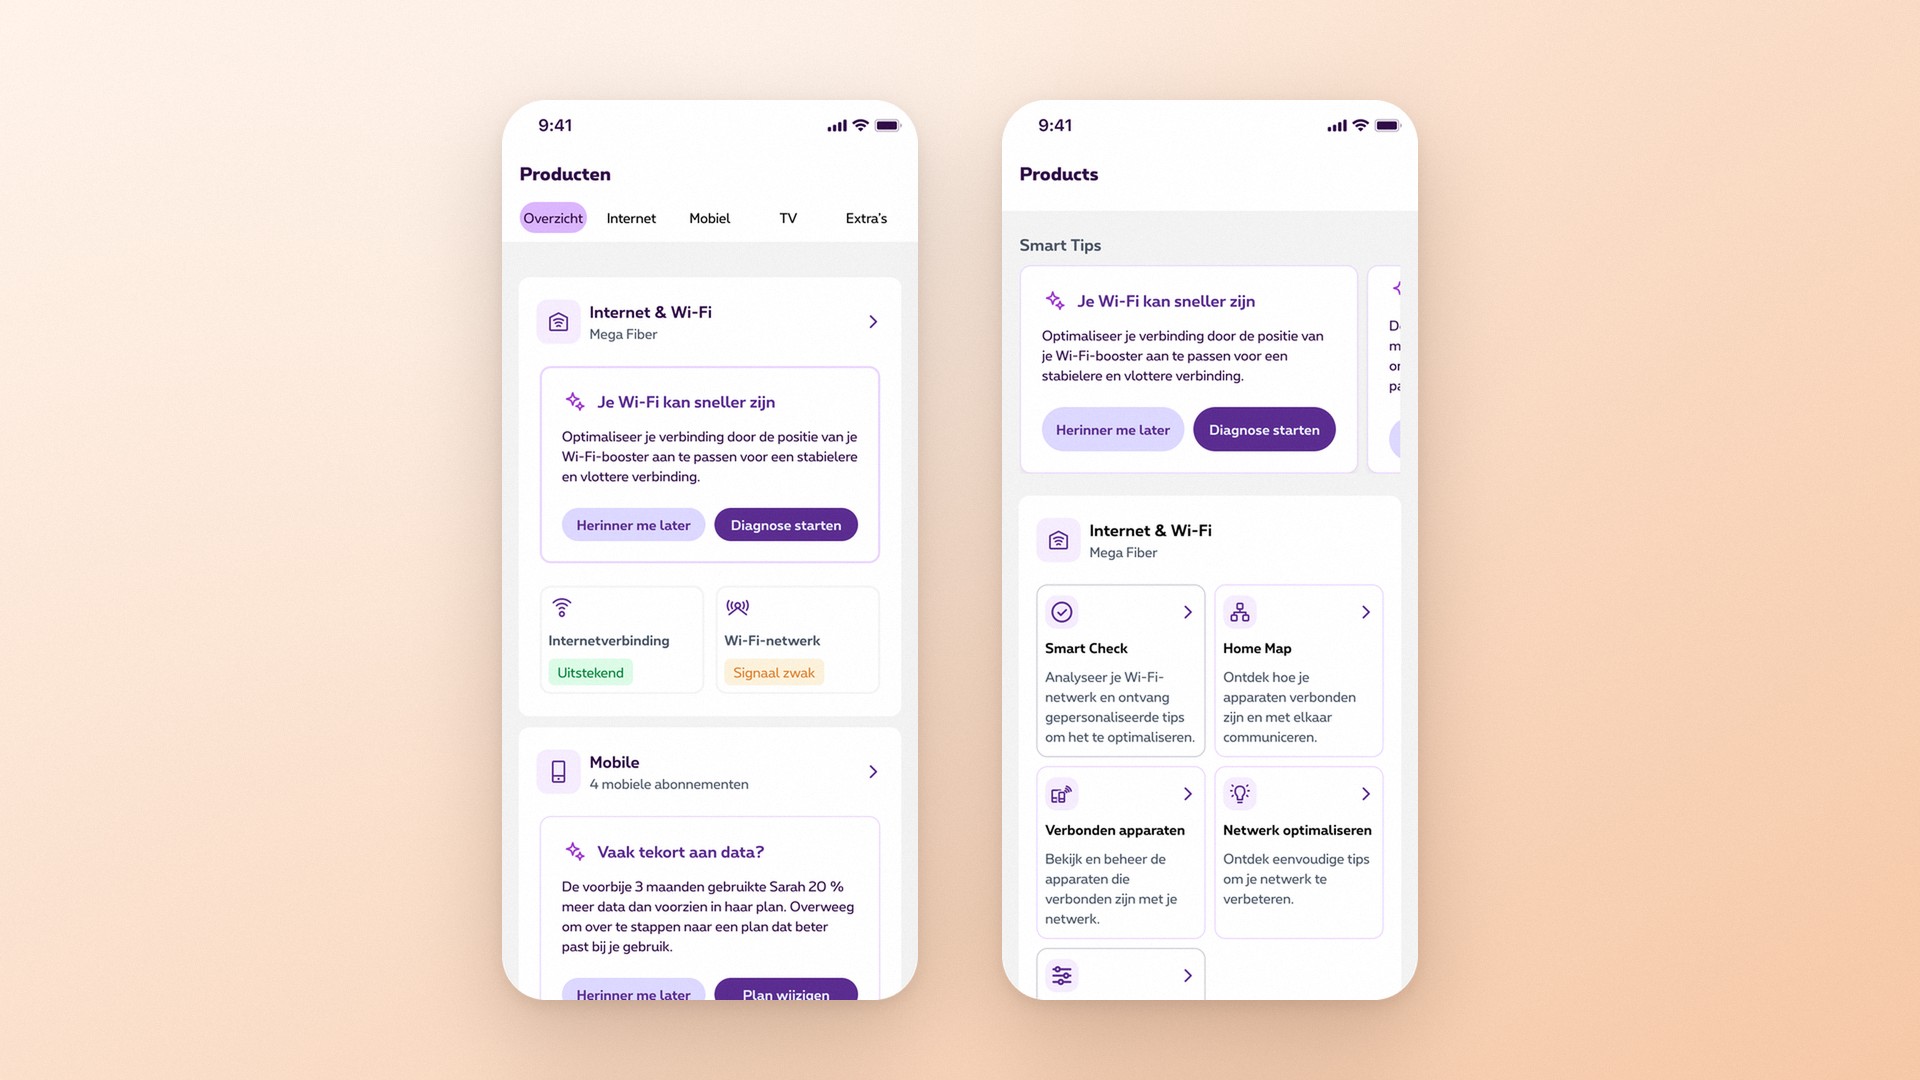 9:41
Producten
Overzicht Internet Mobiel TV Extra's
Internet & Wi-Fi
Mega Fiber
Je Wi-Fi kan sneller zijn
Optimaliseer je verbinding door de positie van je
Wi-Fi-booster aan te passen voor een stabielere
en vlottere verbinding.
Herinner me later Diagnose starten
Internetverbinding
Uitstekend
Wi-Fi-netwerk
Signaal zwak
Mobile
4 mobiele abonnementen
Vaak tekort aan data?
De voorbije 3 maanden gebruikte Sarah 20 %
meer data dan voorzien in haar plan. Overweeg
om over te stappen naar een plan dat beter
past bij je gebruik.
Herinner me later Plan wijzigen
9:41
Products
Smart Tips
Je Wi-Fi kan sneller zijn
Optimaliseer je verbinding door de positie van
je Wi-Fi-booster aan te passen voor een
stabielere en vlottere verbinding.
Herinner me later Diagnose starten
Internet & Wi-Fi
Mega Fiber
Smart Check
Analyseer je Wi-Fi-
netwerk en ontvang
gepersonaliseerde tips
om het te optimaliseren.
Home Map
Ontdek hoe je
apparaten verbonden
zijn en met elkaar
communiceren.
Verbonden apparaten
Bekijk en beheer de
apparaten die
verbonden zijn met je
netwerk.
Netwerk optimaliseren
Ontdek eenvoudige tips
om je netwerk te
verbeteren.